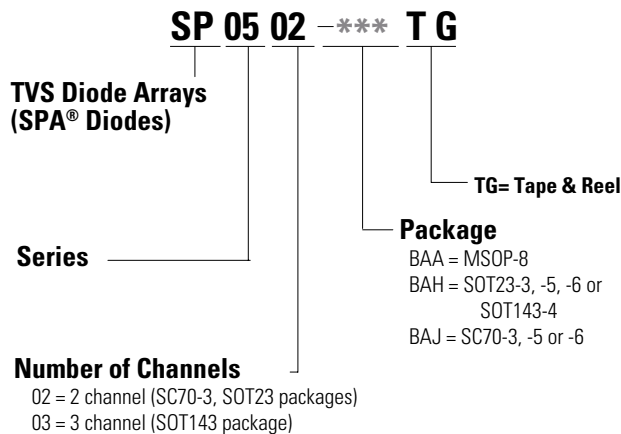 SP 05 02 -*** T G
TVS Diode Arrays
(SPA® Diodes)
TG= Tape & Reel
Package
BAA = MSOP-8
BAH = SOT23-3, -5, -6 or
SOT143-4
BAJ = SC70-3, -5 or -6
Series
Number of Channels
02 = 2 channel (SC70-3, SOT23 packages)
03 = 3 channel (SOT143 package)